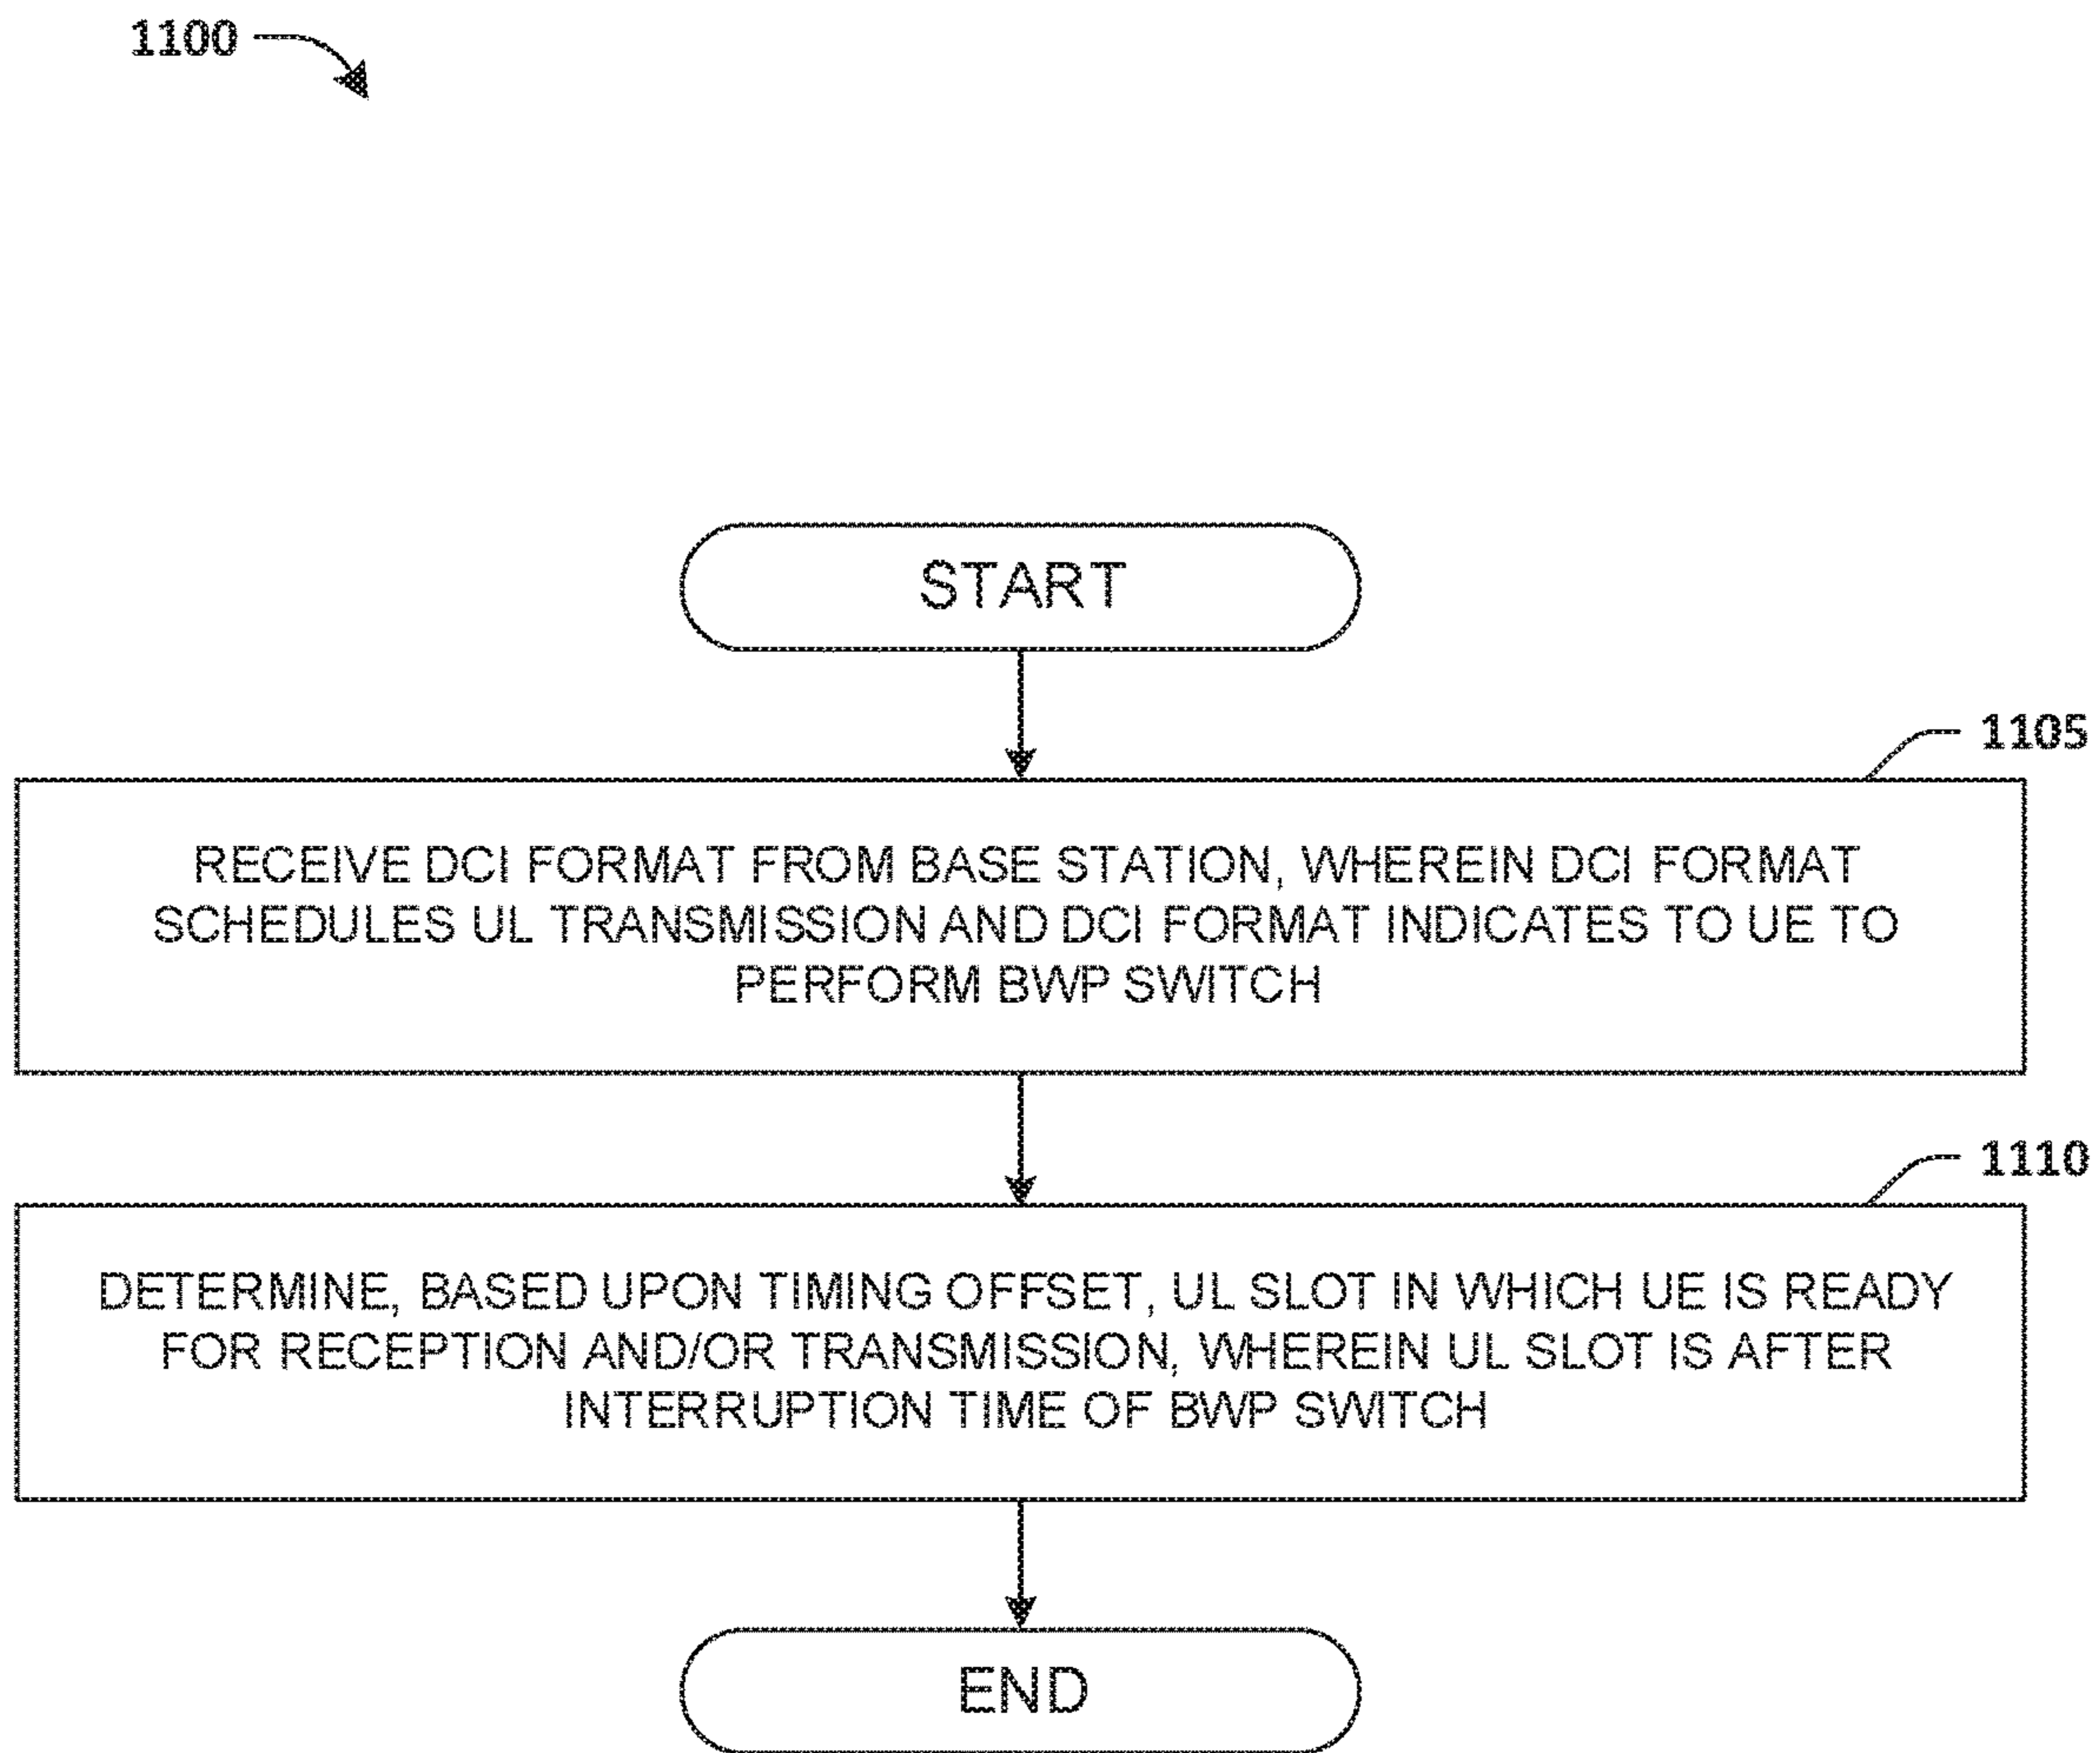 1100
START
1105
RECEIVE DCI FORMAT FROM BASE STATION, WHEREIN DCI FORMAT
SCHEDULES UL TRANSMISSION AND DCI FORMAT INDICATES TO UE TO
PERFORM BWP SWITCH
1110
DETERMINE, BASED UPON TIMING OFFSET, UL SLOT IN WHICH UE IS READY
FOR RECEPTION AND/OR TRANSMISSION, WHEREIN UL SLOT IS AFTER
INTERRUPTION TIME OF BWP SWITCH
END